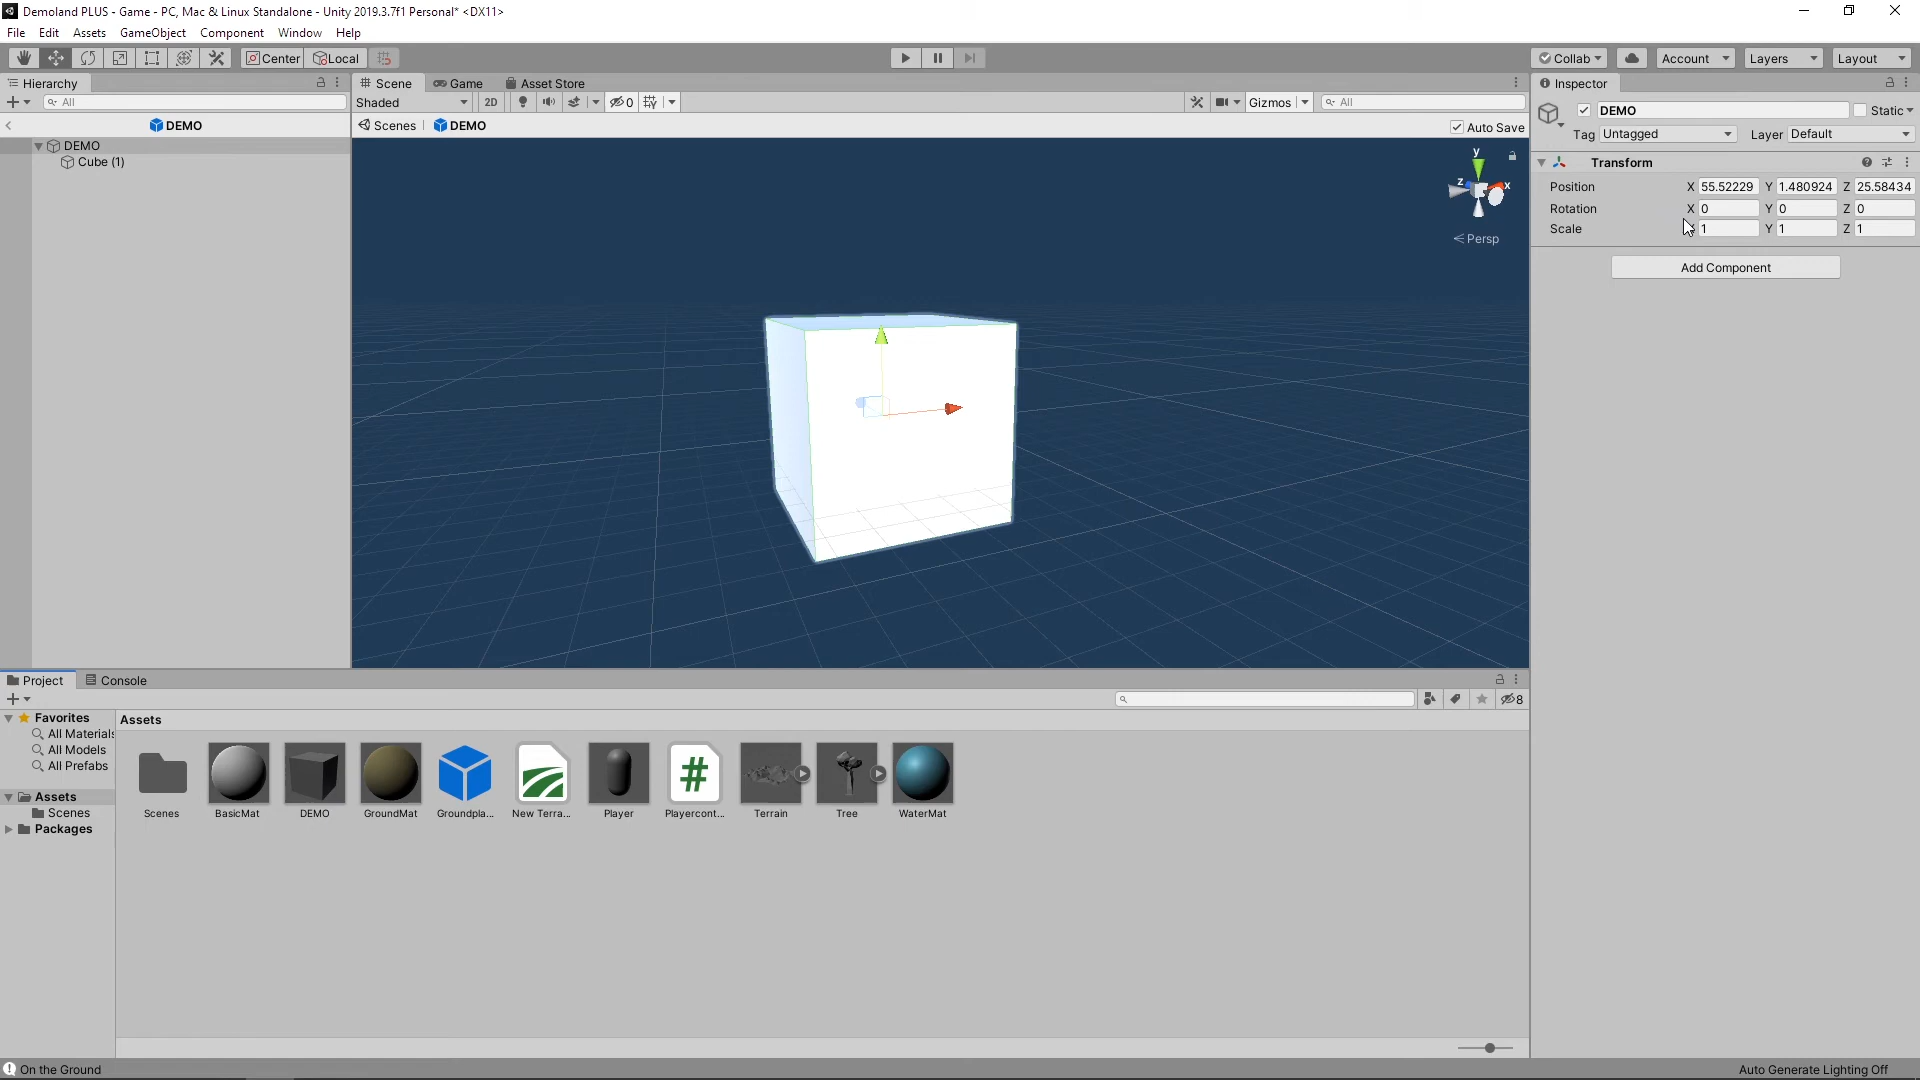 Demoland PLUS - Game - PC, Mac & Linux Standalone - Unity 2019.3.7f1 Personal* <DX11>
File Edit Assets GameObject Component Window Help
Center Local Collab Account Layers Layout
Hierarchy
All
DEMO
DEMO
Cube (1)
Scene Game Asset Store
Shaded 2D 0 Gizmos All
Scenes DEMO Auto Save
y
z x
Persp
Inspector
DEMO Static
Tag Untagged Layer Default
Transform
Position X 55.52229 Y 1.480924 Z 25.58434
Rotation X 0 Y 0 Z 0
Scale 1 Y 1 Z 1
Add Component
Project Console
8
Favorites
All Materials
All Models
All Prefabs
Assets
Scenes
Packages
Assets
Scenes BasicMat DEMO GroundMat Groundpla... New Terra... Player Playercont... Terrain Tree WaterMat
On the Ground
Auto Generate Lighting Off